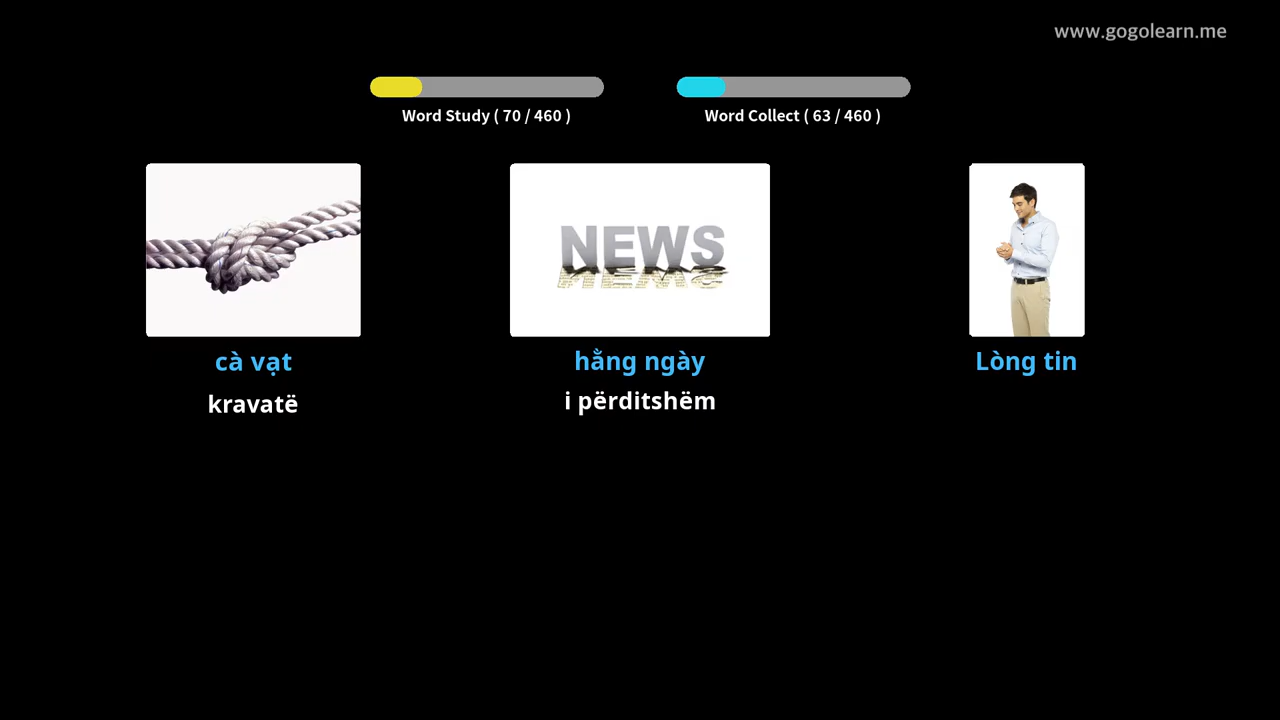 www.gogolearn.me
Word Study ( 70 / 460 )
Word Collect ( 63 / 460 )
NEWS
cà vạt
hằng ngày
Lòng tin
kravatë
i përditshëm